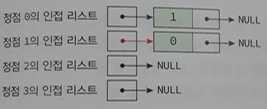 정점 0의 인접 리스트 1 NULL
정점 1의 인접 리스트 0 NULL
정점 2의 인접 리스트 NULL
정점 3의 인접 리스트 NULL